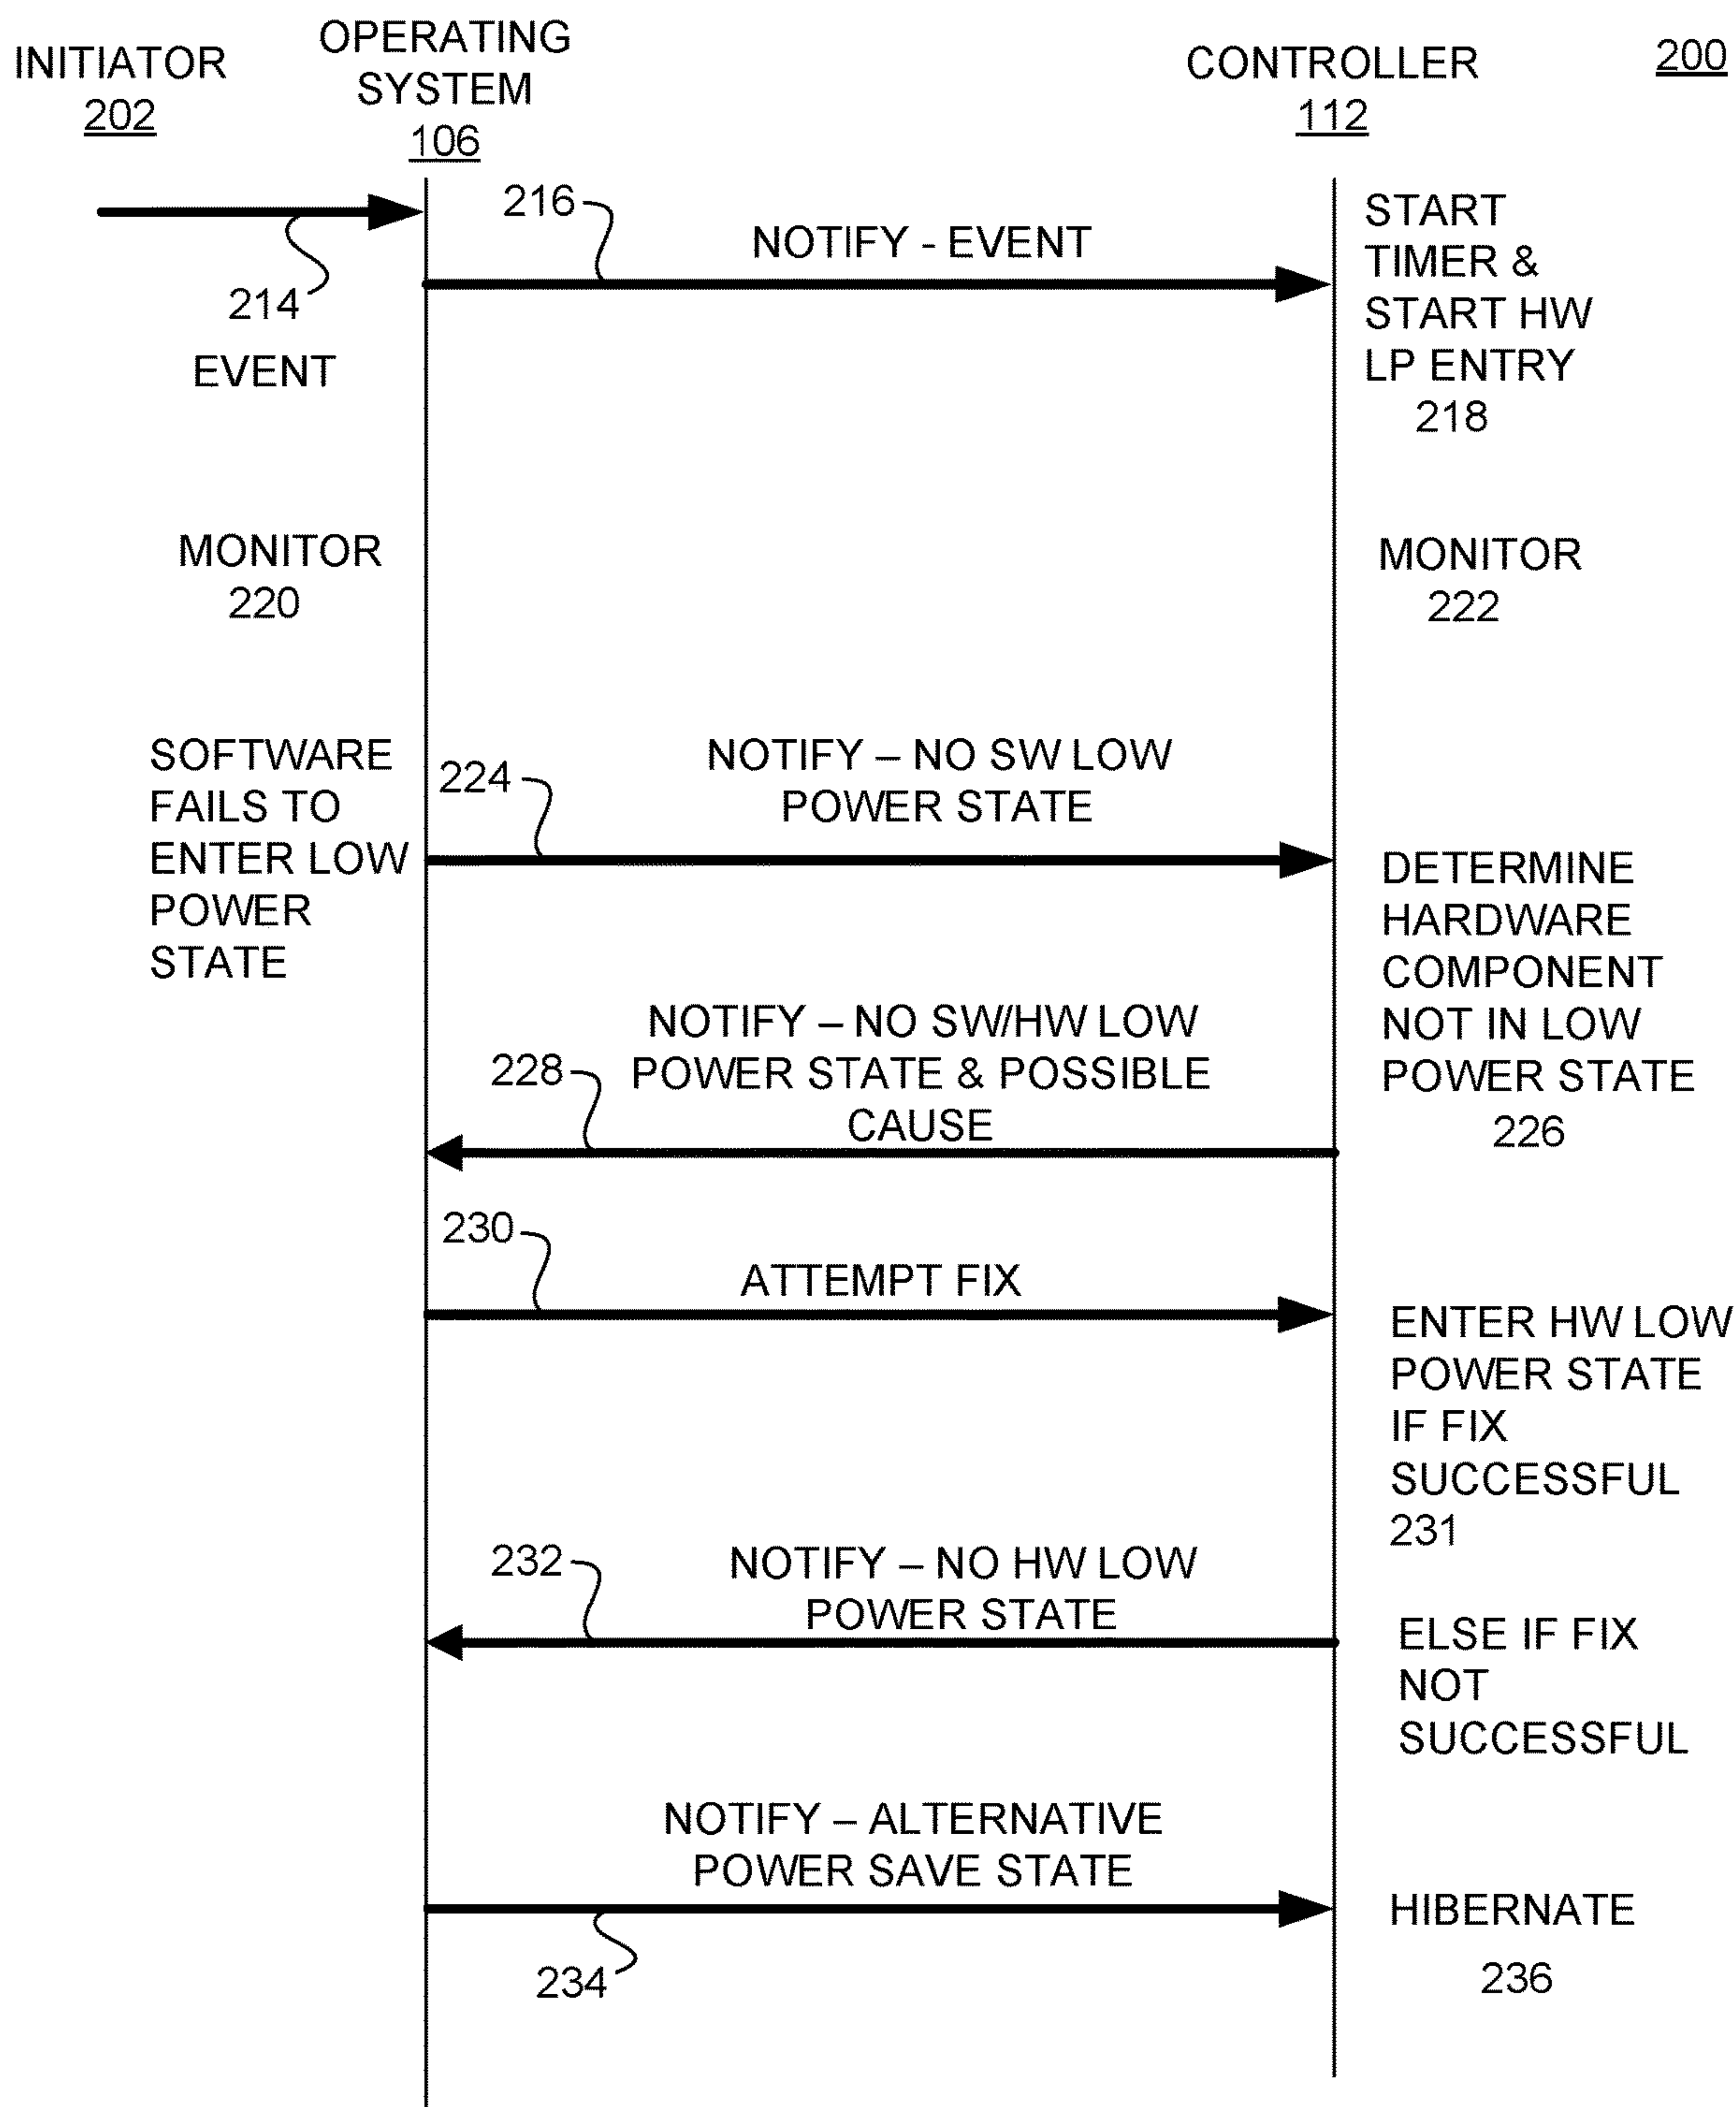 INITIATOR
202
OPERATING
SYSTEM
106
CONTROLLER
112
200
214
EVENT
216
NOTIFY - EVENT
START
TIMER &
START HW
LP ENTRY
218
MONITOR
220
MONITOR
222
SOFTWARE
FAILS TO
ENTER LOW
POWER
STATE
224
NOTIFY – NO SW LOW
POWER STATE
DETERMINE
HARDWARE
COMPONENT
NOT IN LOW
POWER STATE
226
228
NOTIFY – NO SW/HW LOW
POWER STATE & POSSIBLE
CAUSE
230
ATTEMPT FIX
ENTER HW LOW
POWER STATE
IF FIX
SUCCESSFUL
231
232
NOTIFY – NO HW LOW
POWER STATE
ELSE IF FIX
NOT
SUCCESSFUL
NOTIFY – ALTERNATIVE
POWER SAVE STATE
234
HIBERNATE
236